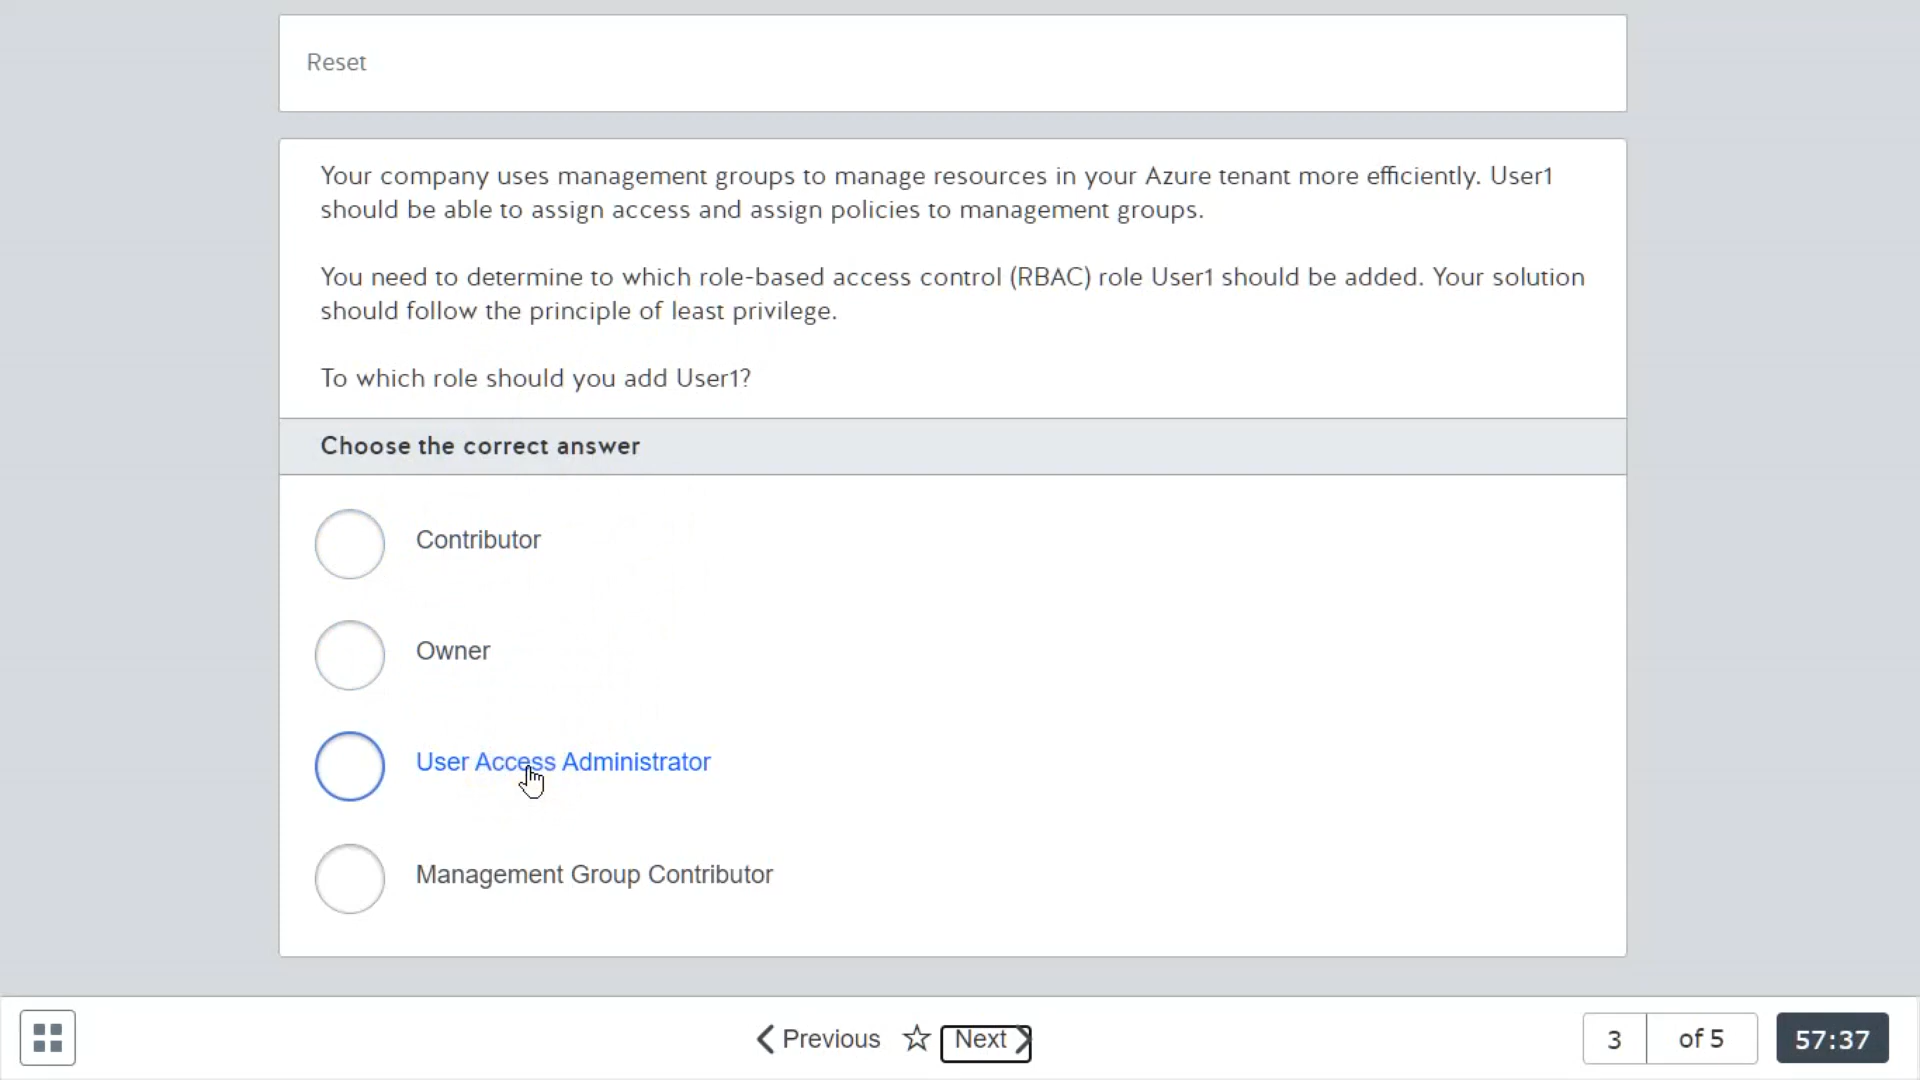 Reset
Your company uses management groups to manage resources in your Azure tenant more efficiently. User1
should be able to assign access and assign policies to management groups.
You need to determine to which role-based access control (RBAC) role User1 should be added. Your solution
should follow the principle of least privilege.
To which role should you add User1?
Choose the correct answer
Contributor
Owner
User Access Administrator
Management Group Contributor
Previous Next 3 of 5 57:37